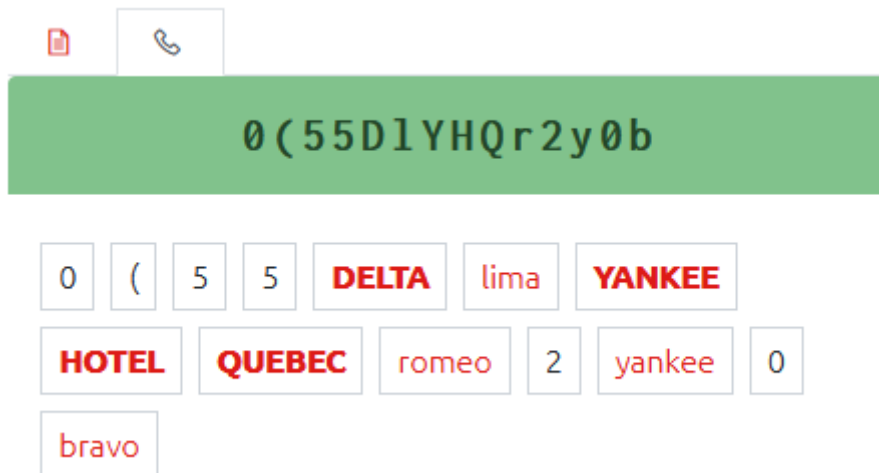 0(55DlYHQr2y0b
0 ( 5 5 DELTA lima YANKEE
HOTEL QUEBEC romeo 2 yankee 0
bravo